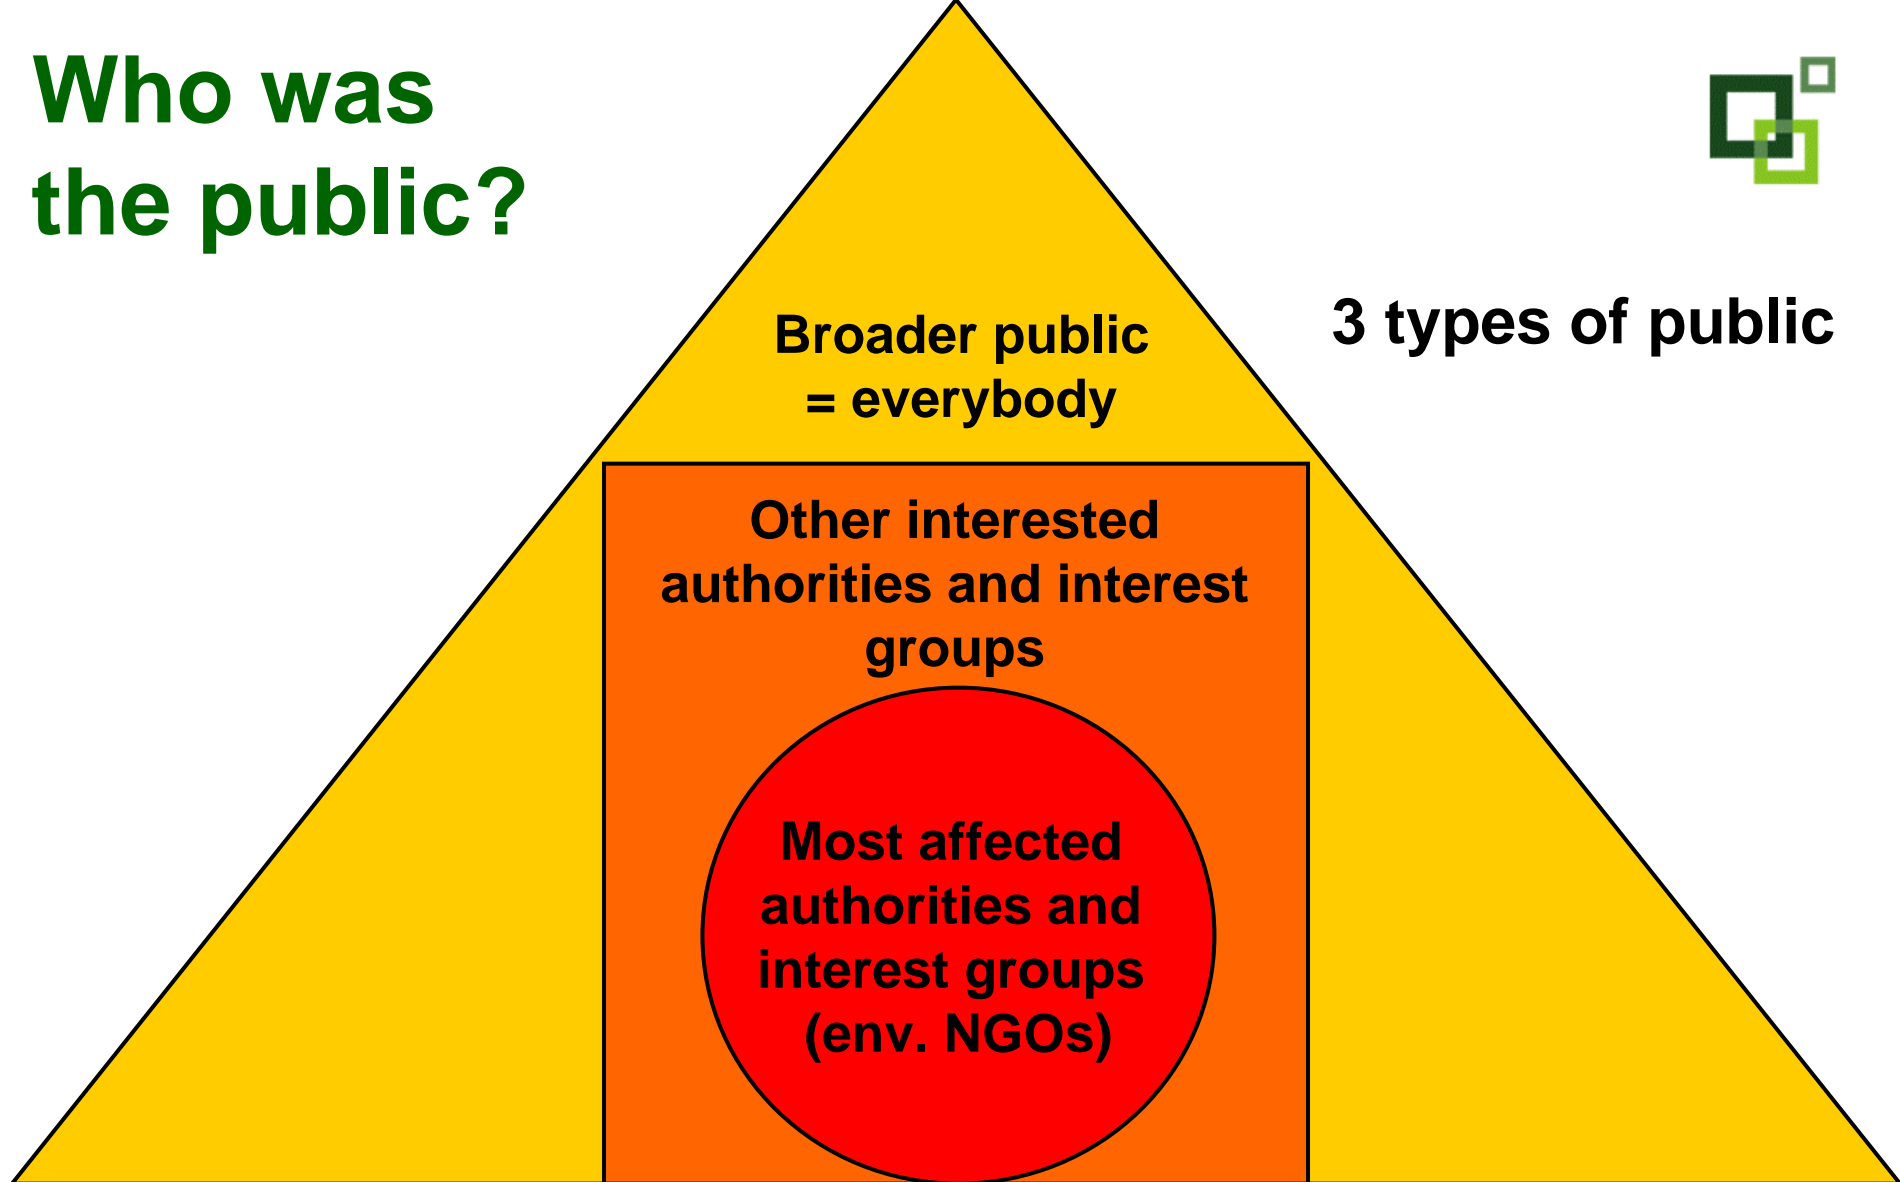 Who was
the public?
3 types of public
Broader public
= everybody
Other interested
authorities and interest
groups
Most affected
authorities and
interest groups
(env. NGOs)